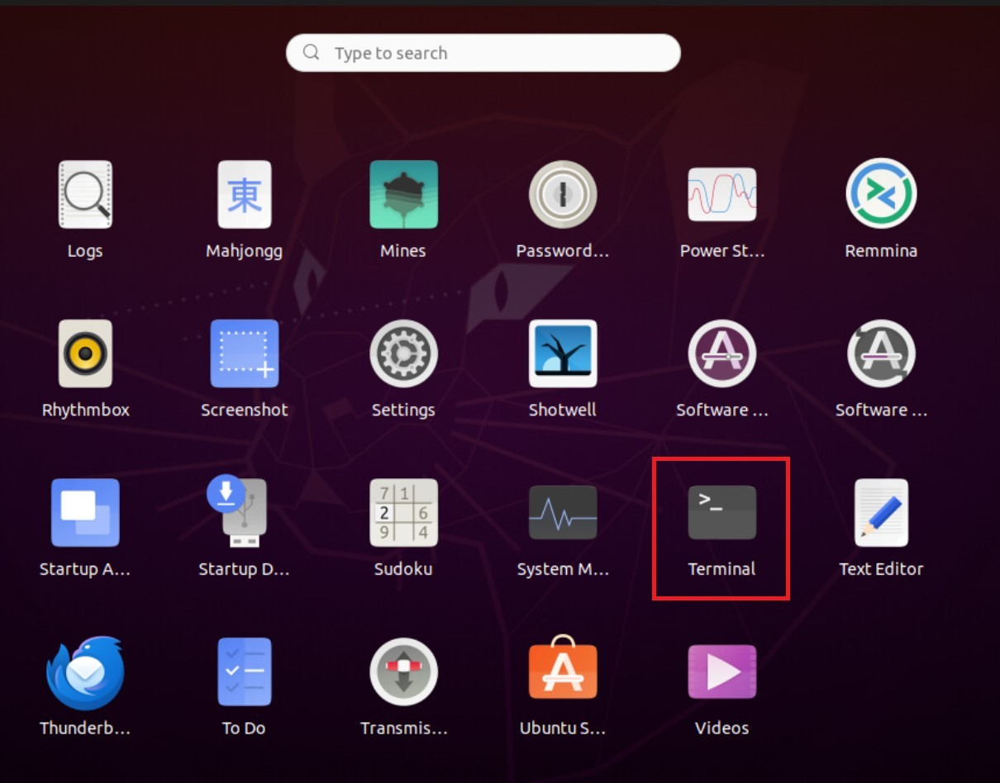 Type to search
東
Logs
Mahjongg
Mines
Password...
Power St...
Remmina
Rhythmbox
Screenshot
Settings
Shotwell
Software ...
Software ...
7 1
2 6
9 4
>_
Startup A...
Startup D...
Sudoku
System M...
Terminal
Text Editor
Thunderb...
To Do
Transmis...
Ubuntu S...
Videos